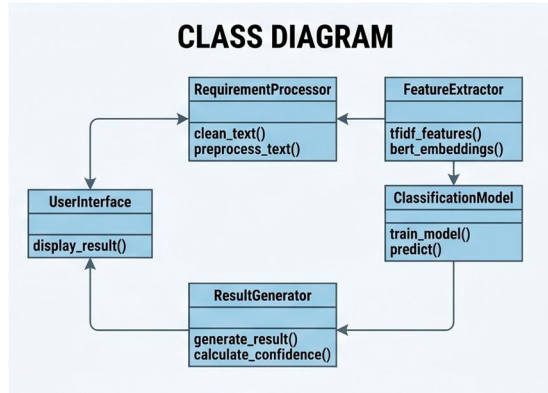 CLASS DIAGRAM
RequirementProcessor
clean_text()
preprocess_text()
FeatureExtractor
tfidf_features()
bert_embeddings()
UserInterface
display_result()
ClassificationModel
train_model()
predict()
ResultGenerator
generate_result()
calculate_confidence()